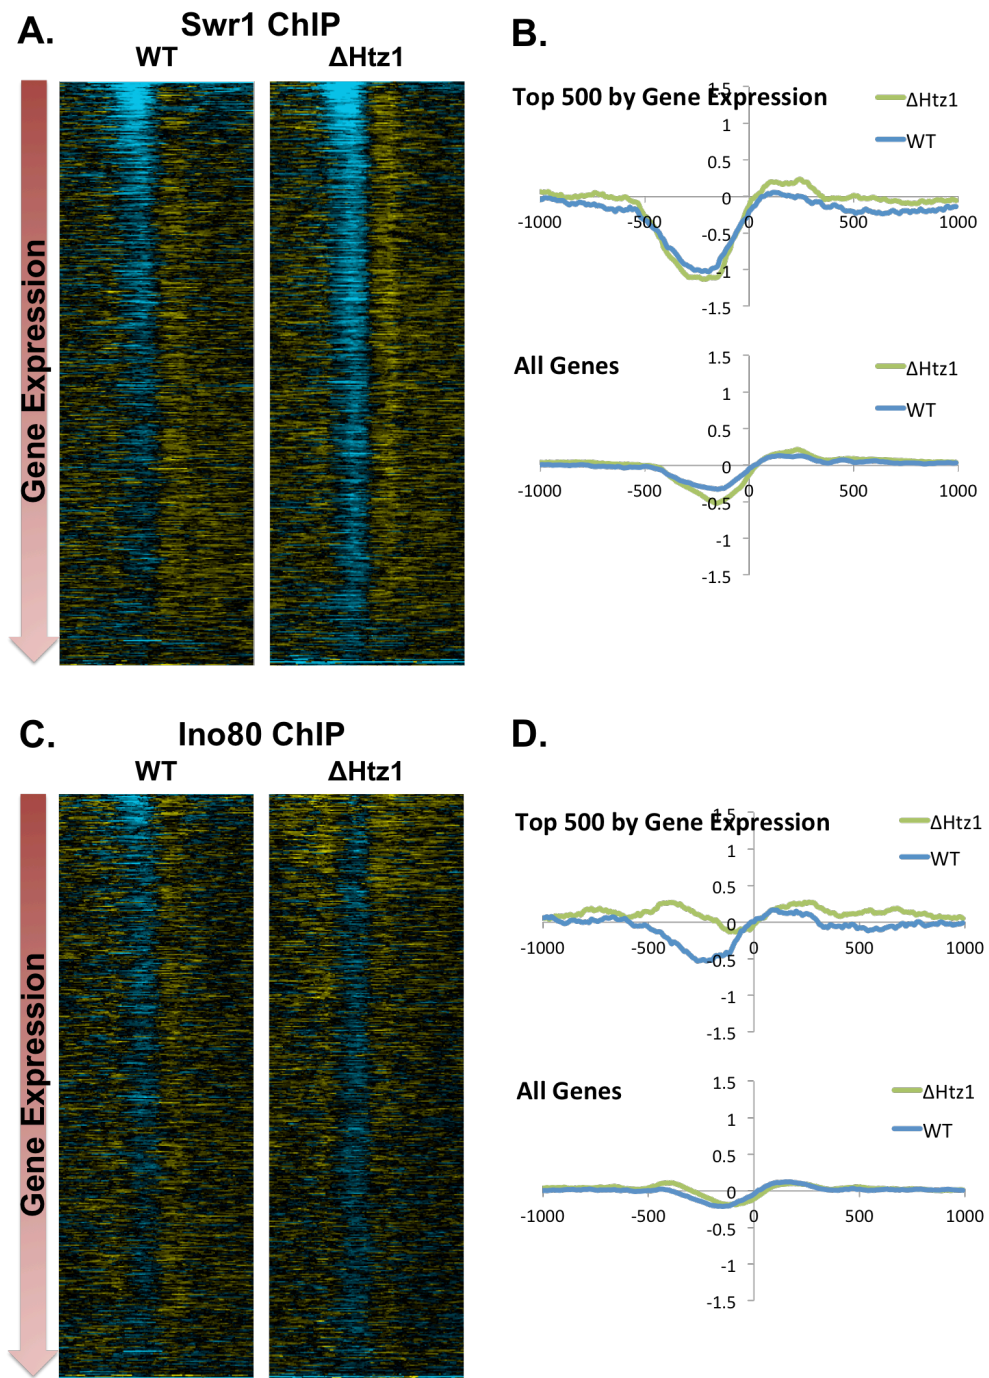 A.
Swr1 ChIP
WT
ΔHtz1
Gene Expression
B.
Top 500 by Gene Expression
1.5
1
0.5
0
-0.5
-1
-1.5
-1000
-500
0
500
1000
ΔHtz1
WT
All Genes
1.5
1
0.5
0
-0.5
-1
-1.5
-1000
-500
0
500
1000
ΔHtz1
WT
C.
Ino80 ChIP
WT
ΔHtz1
Gene Expression
D.
Top 500 by Gene Expression
1.5
1
0.5
0
-0.5
-1
-1.5
-1000
-500
0
500
1000
ΔHtz1
WT
All Genes
1.5
1
0.5
0
-0.5
-1
-1.5
-1000
-500
0
500
1000
ΔHtz1
WT